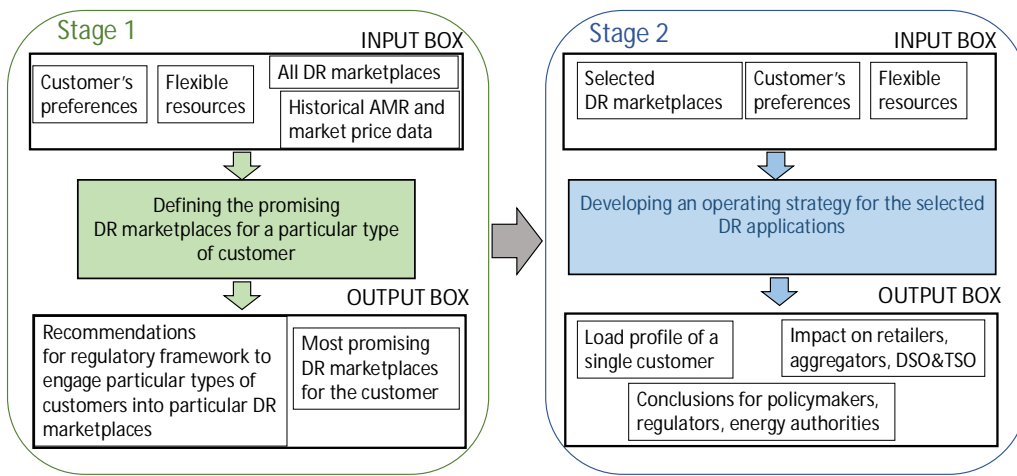 Stage 1
INPUT BOX
Customer's
preferences
Flexible
resources
All DR marketplaces
Historical AMR and
market price data
Defining the promising
DR marketplaces for a particular type
of customer
OUTPUT BOX
Recommendations
for regulatory framework to
engage particular types of
customers into particular DR
marketplaces
Most promising
DR marketplaces
for the customer
Stage 2
INPUT BOX
Selected
DR marketplaces
Customer's
preferences
Flexible
resources
Developing an operating strategy for the selected
DR applications
OUTPUT BOX
Load profile of a
single customer
Impact on retailers,
aggregators, DSO&TSO
Conclusions for policymakers,
regulators, energy authorities